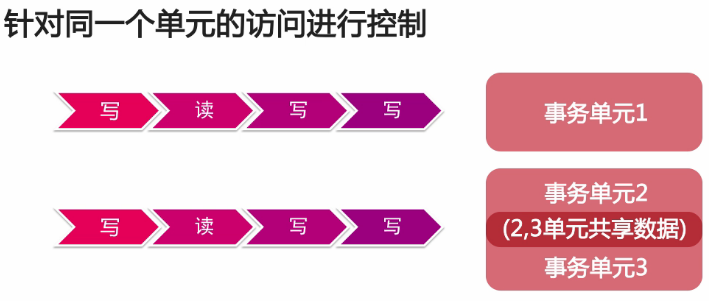 针对同一个单元的访问进行控制
写 读 写 写
事务单元1
写 读 写 写
事务单元2
(2,3单元共享数据)
事务单元3